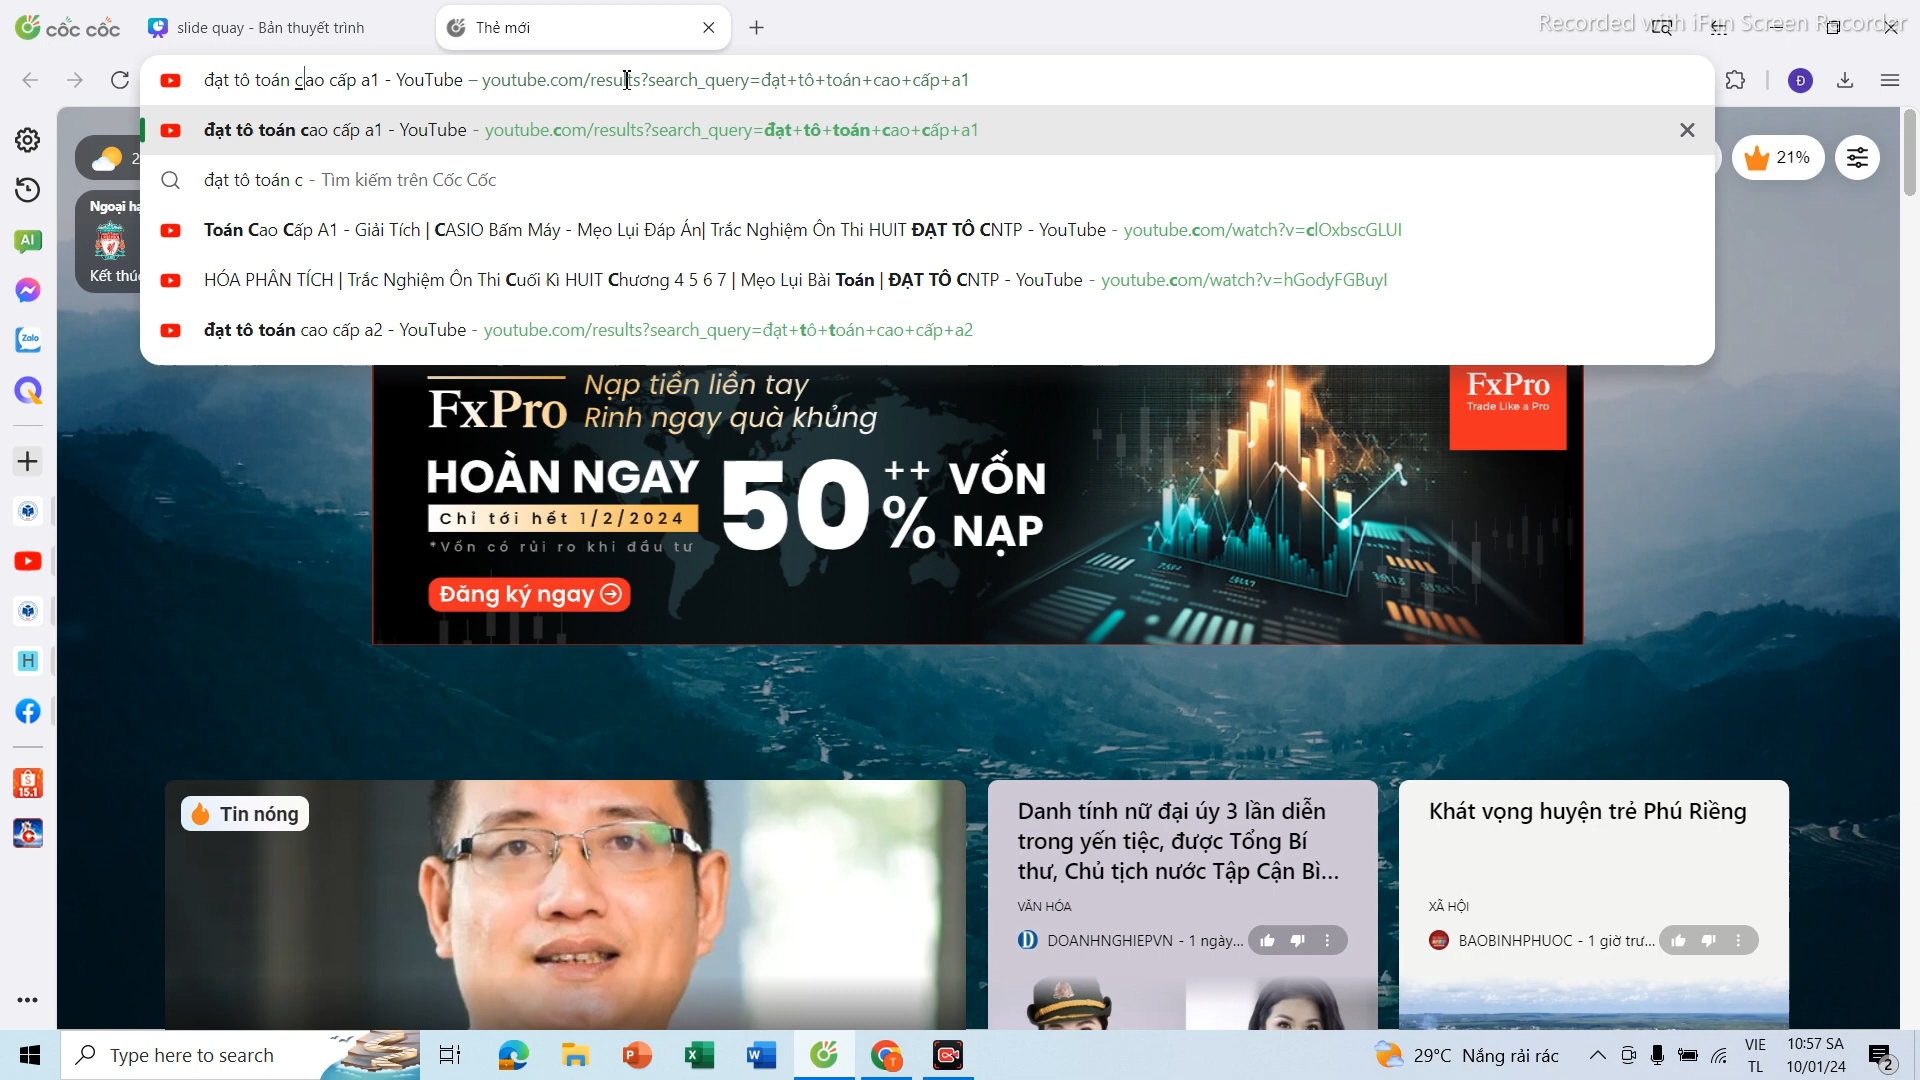 cốc cốc
slide quay - Bản thuyết trình
Thẻ mới
Recorded with iFun Screen Recorder
đạt tô toán cao cấp a1 - YouTube – youtube.com/results?search_query=đạt+tô+toán+cao+cấp+a1
Đ
đạt tô toán cao cấp a1 - YouTube - youtube.com/results?search_query=đạt+tô+toán+cao+cấp+a1
2
21%
đạt tô toán c - Tìm kiếm trên Cốc Cốc
Ngoại hạ
Toán Cao Cấp A1 - Giải Tích | CASIO Bấm Máy - Mẹo Lụi Đáp Án| Trắc Nghiệm Ôn Thi HUIT ĐẠT TÔ CNTP - YouTube - youtube.com/watch?v=clOxbscGLUI
AI
Kết thú
HÓA PHÂN TÍCH | Trắc Nghiệm Ôn Thi Cuối Kì HUIT Chương 4 5 6 7 | Mẹo Lụi Bài Toán | ĐẠT TÔ CNTP - YouTube - youtube.com/watch?v=hGodyFGBuyI
Zalo
đạt tô toán cao cấp a2 - YouTube - youtube.com/results?search_query=đạt+tô+toán+cao+cấp+a2
FxPro
Nạp tiền liền tay
Rinh ngay quà khủng
FxPro
Trade Like a Pro
HOÀN NGAY
50++% VỐN NẠP
Chỉ tới hết 1/2/2024
*Vốn có rủi ro khi đầu tư
Đăng ký ngay
H
15.1
Tin nóng
Danh tính nữ đại úy 3 lần diễn
trong yến tiệc, được Tổng Bí
thư, Chủ tịch nước Tập Cận Bì...
VĂN HÓA
DOANHNGHIEPVN - 1 ngày...
Khát vọng huyện trẻ Phú Riềng
XÃ HỘI
BAOBINHPHUOC - 1 giờ trư...
Type here to search
29°C Nắng rải rác
VIE
TL
10:57 SA
10/01/24
2